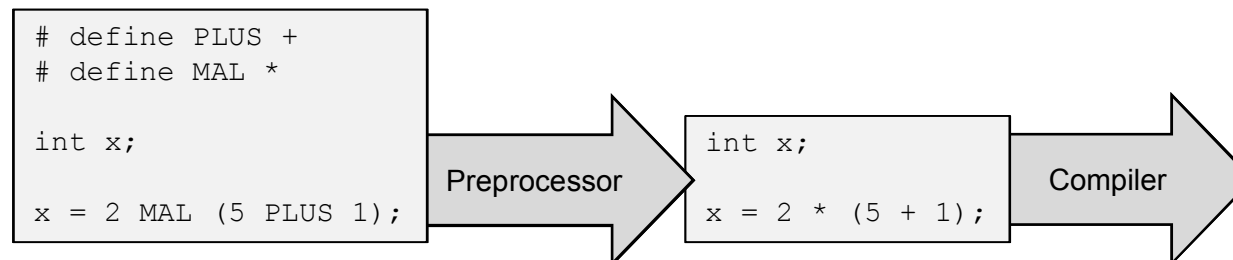 # define PLUS +
# define MAL *
int x;
x = 2 MAL (5 PLUS 1);
Preprocessor
int x;
x = 2 * (5 + 1);
Compiler